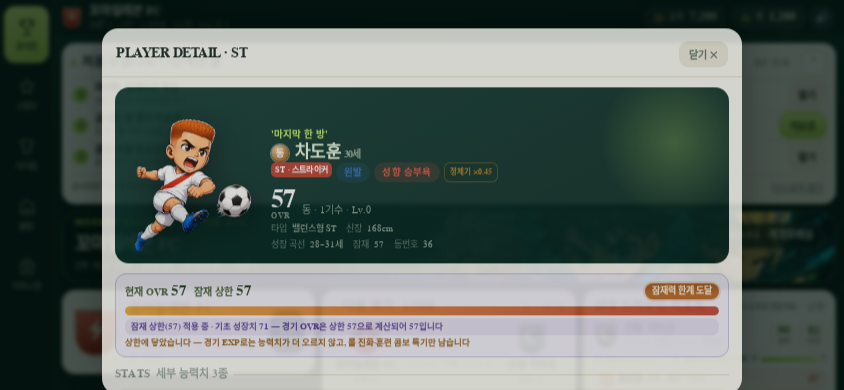 PLAYER DETAIL · ST
닫기 ×
'마지막 한 방'
동 차도훈 30세
ST · 스트라이커 왼발 성향 승부욕 정체기 ×0.45
57 동 · 1기수 · Lv.0
OVR
타입 밸런스형 ST 신장 168cm
성장 곡선 28-31세 잠재 57 등번호 36
현재 OVR 57 잠재 상한 57 잠재력 한계 도달
잠재 상한(57) 적용 중 · 기초 성장치 71 — 경기 OVR은 상한 57으로 계산되어 57입니다
상한에 닿았습니다 — 경기 EXP로는 능력치가 더 오르지 않고, 룰 진화·훈련 콤보 특기만 남습니다
STATS 세부 능력치 3종